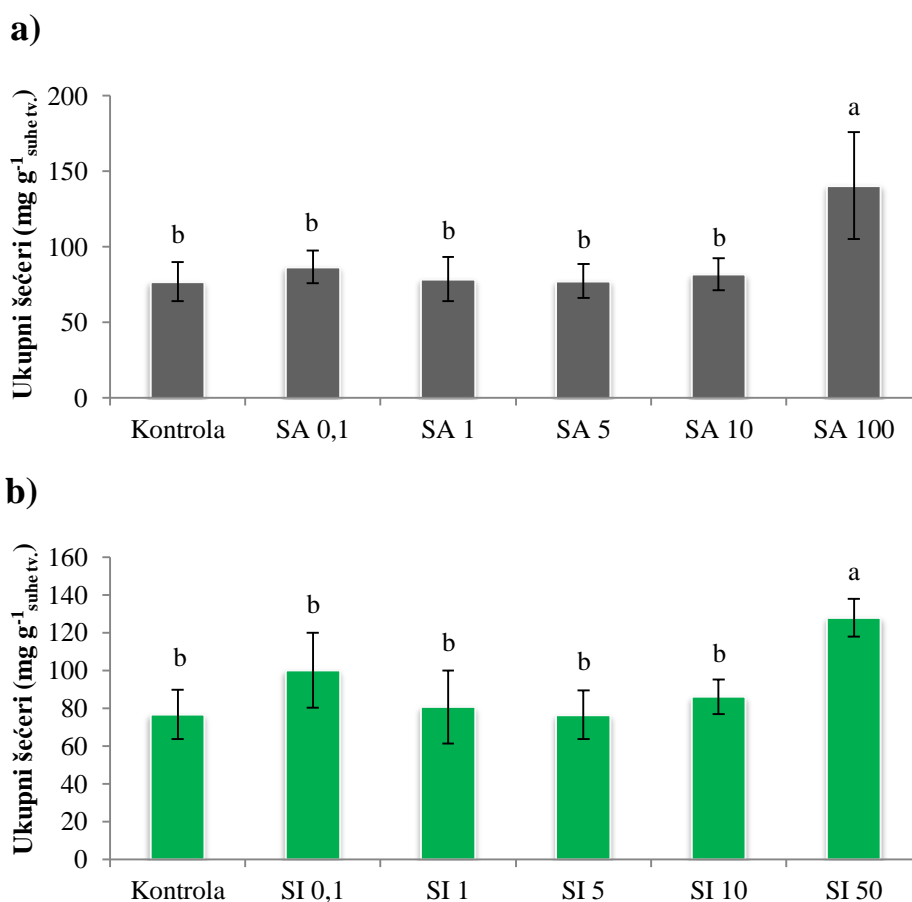 a)
Ukupni šećeri (mg g-1 suhe tv.)
200
150
100
50
0
b
b
b
b
b
a
Kontrola SA 0,1 SA 1 SA 5 SA 10 SA 100
b)
Ukupni šećeri (mg g-1 suhe tv.)
160
140
120
100
80
60
40
20
0
b
b
b
b
b
a
Kontrola SI 0,1 SI 1 SI 5 SI 10 SI 50